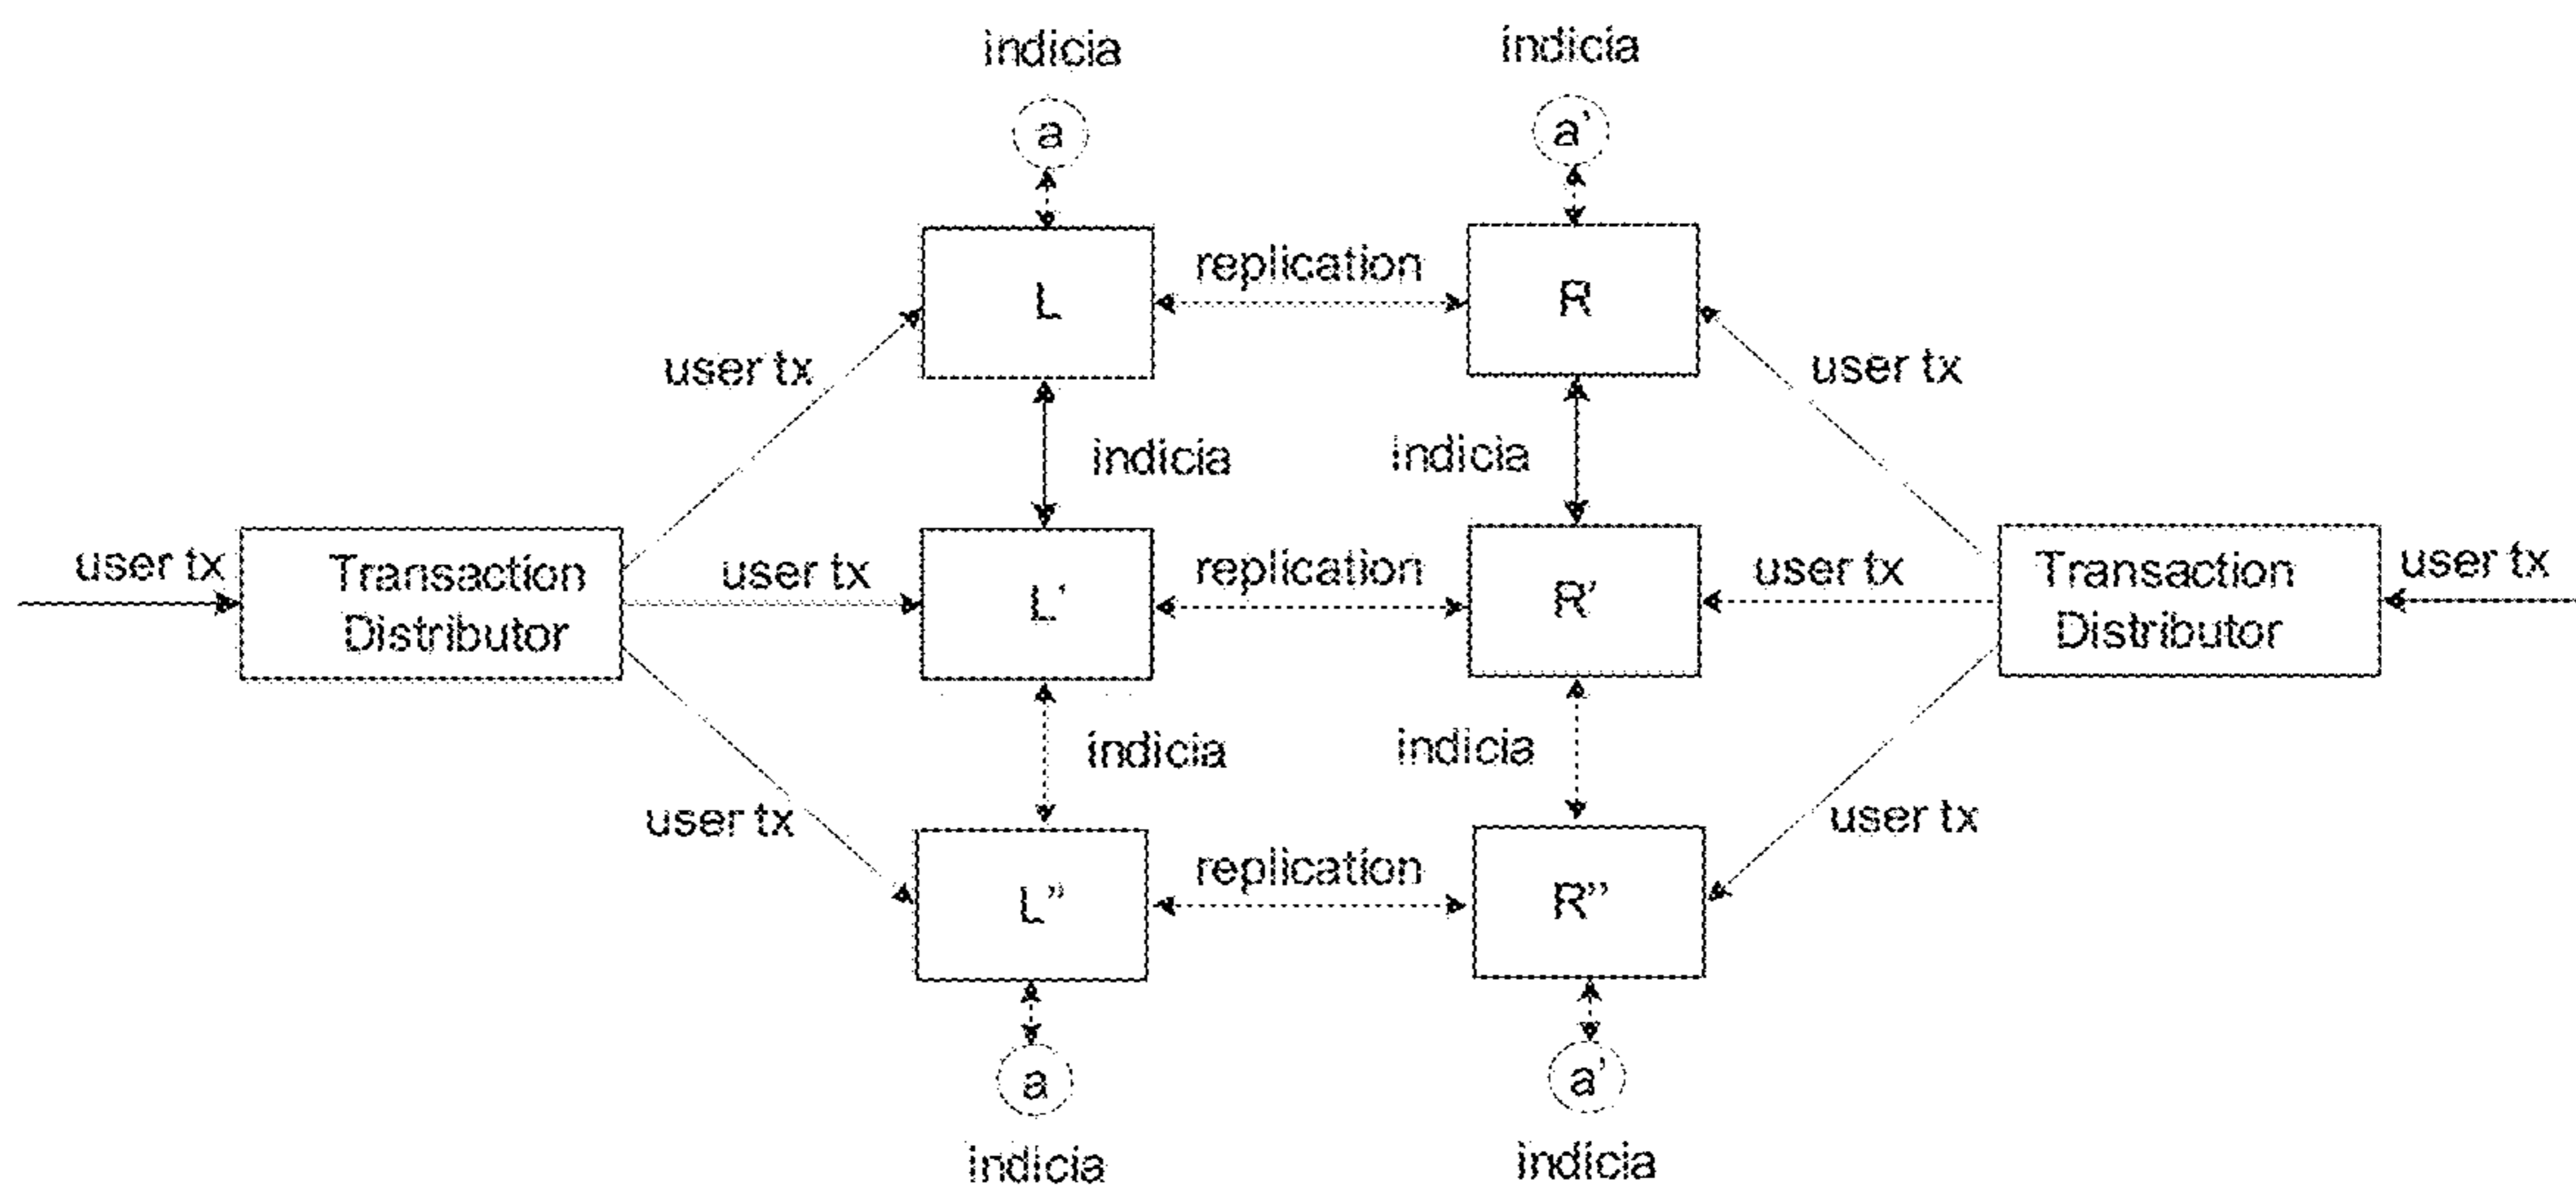 indicia
indicia
a
a’
L
replication
R
user tx
user tx
indicia
indicia
user tx
Transaction
Distributor
user tx
L’
replication
R’
user tx
Transaction
Distributor
user tx
indicia
indicia
user tx
L”
replication
R”
user tx
a
a’
indicia
indicia